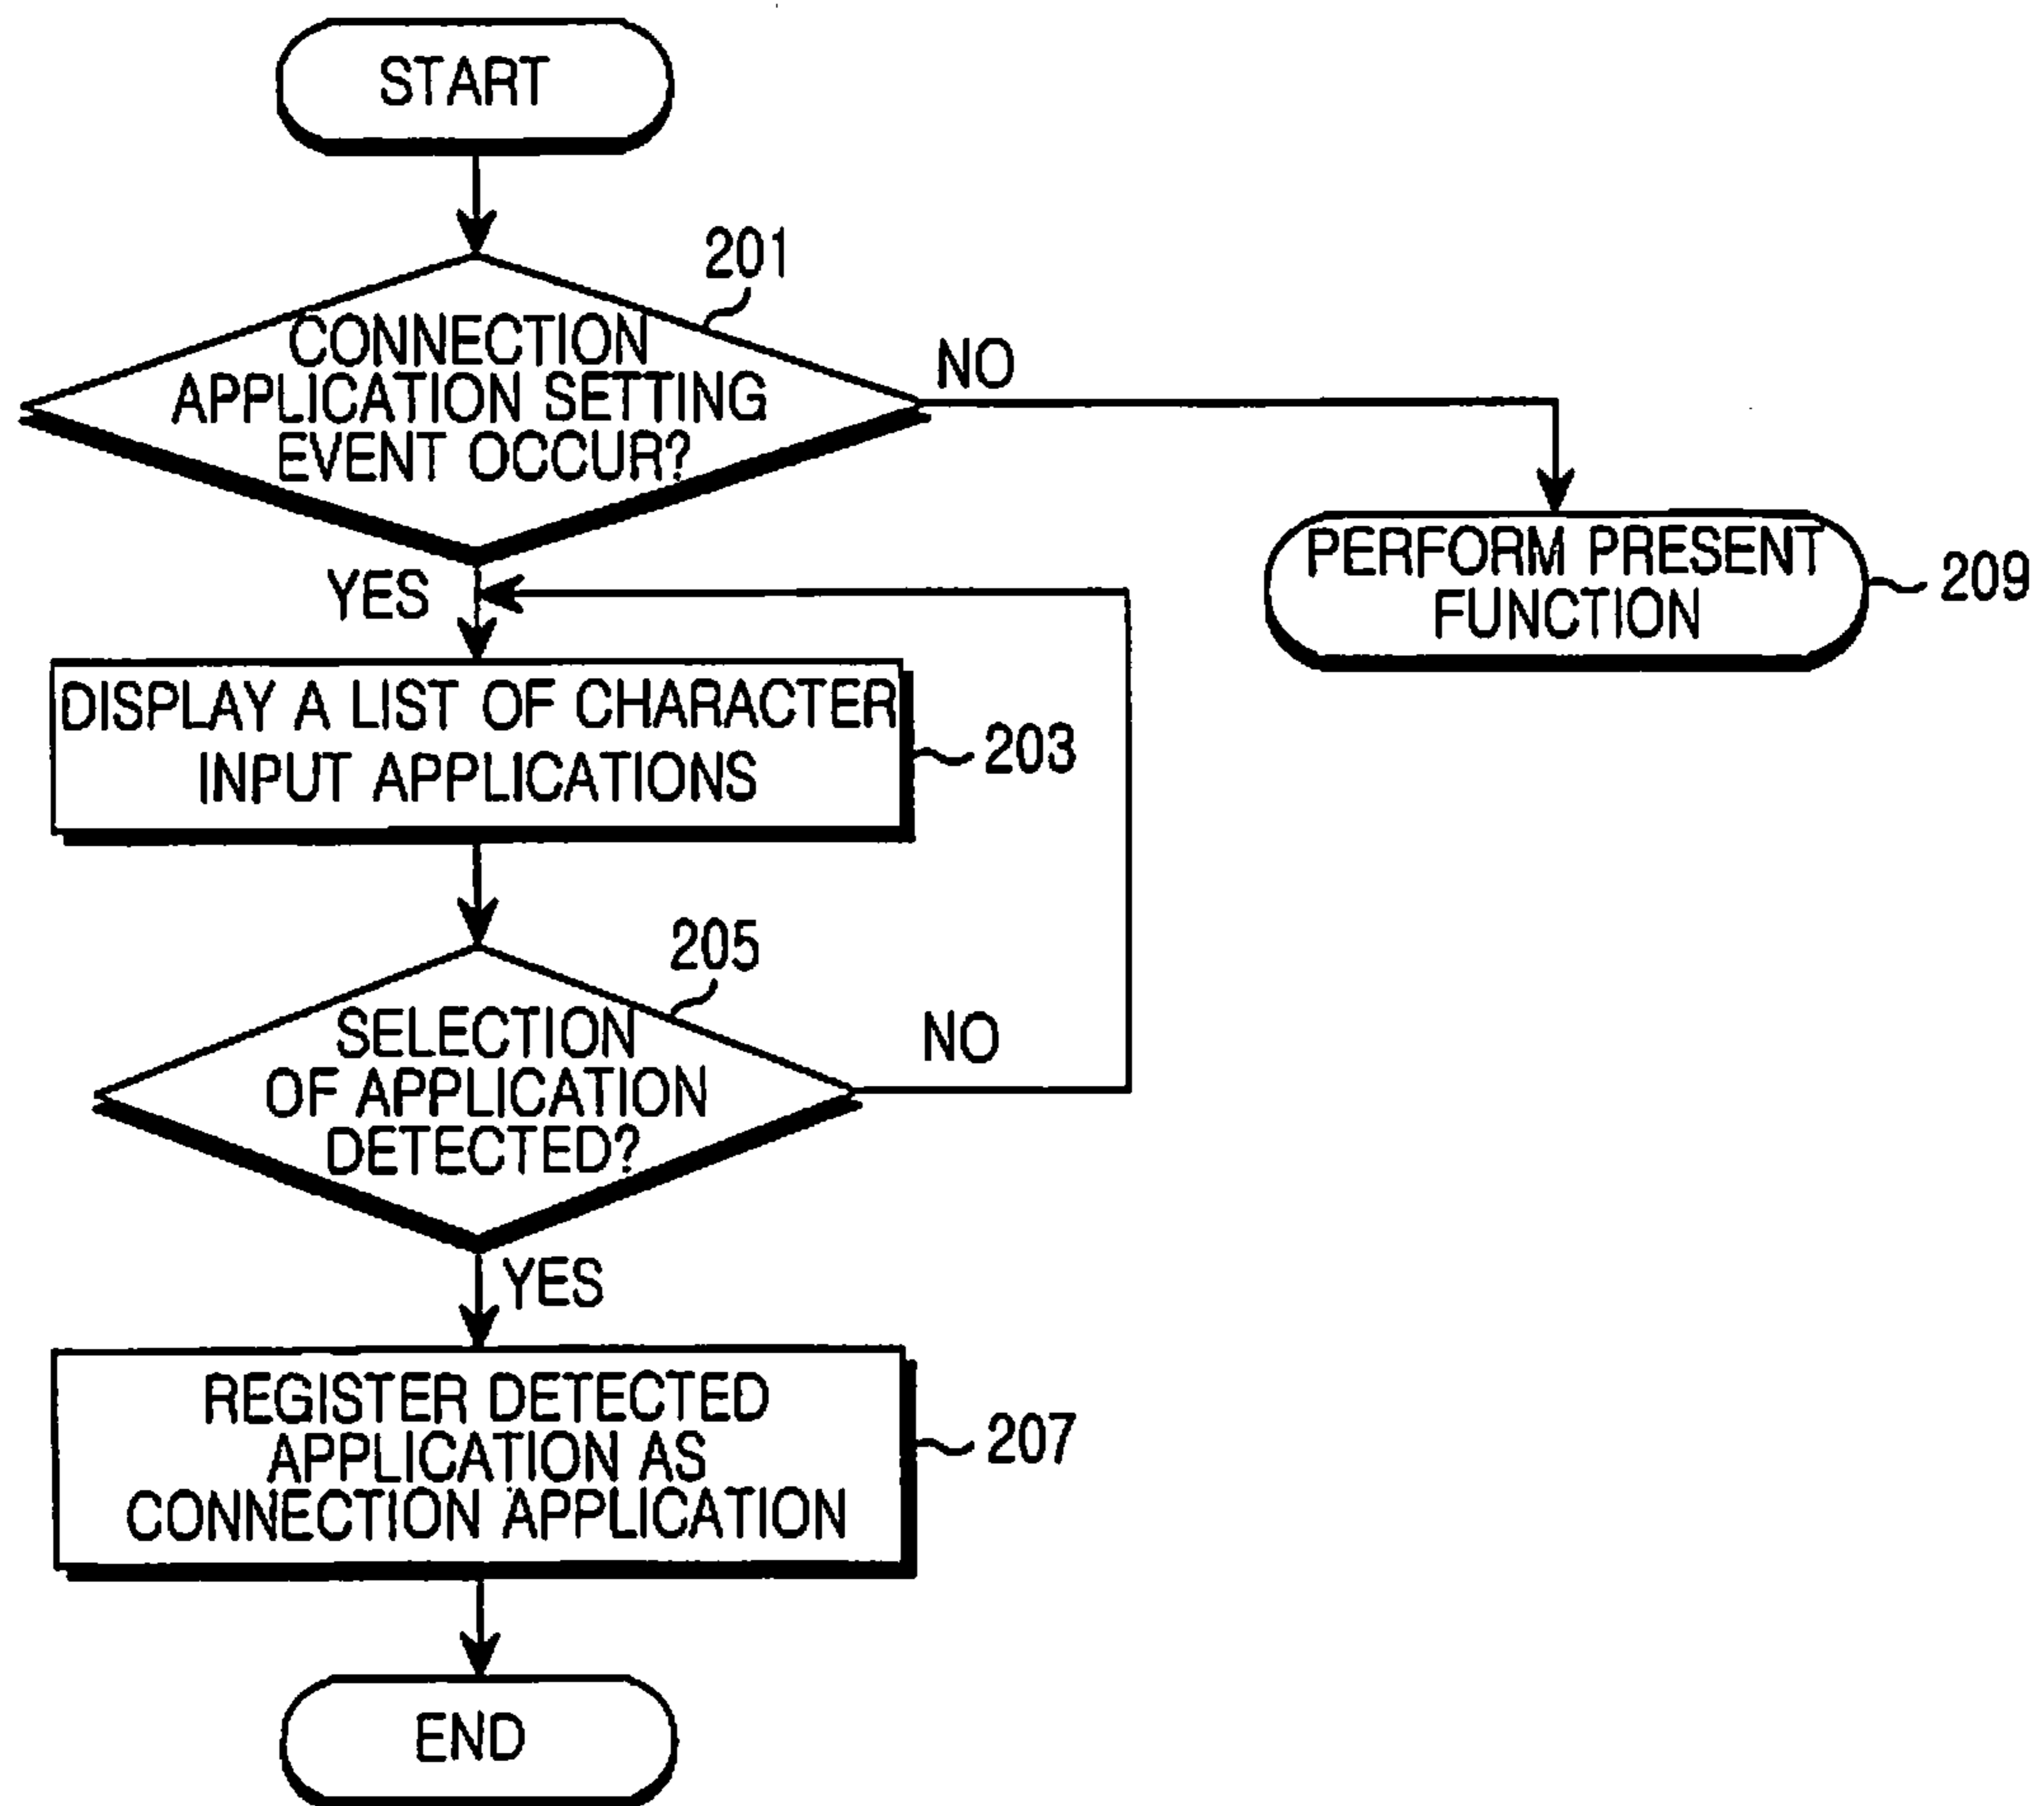 START
201
CONNECTION
APPLICATION SETTING
EVENT OCCUR?
NO
YES
PERFORM PRESENT
FUNCTION
209
DISPLAY A LIST OF CHARACTER
INPUT APPLICATIONS
203
205
SELECTION
OF APPLICATION
DETECTED?
NO
YES
REGISTER DETECTED
APPLICATION AS
CONNECTION APPLICATION
207
END